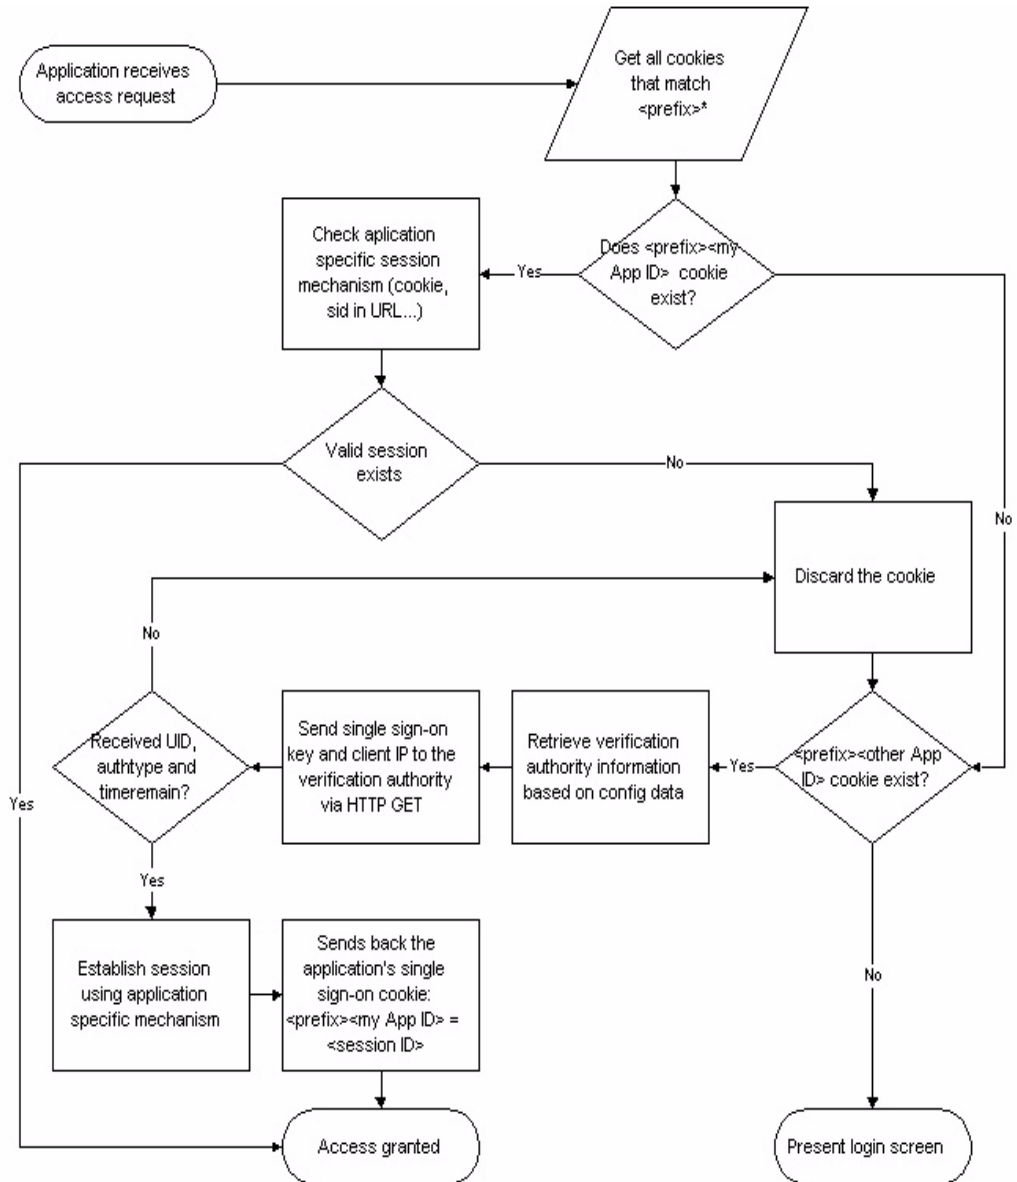 Application receives
access request
Get all cookies
that match
<prefix>*
Does <prefix><my
App ID> cookie
exist?
Yes
No
Check aplication
specific session
mechanism (cookie,
sid in URL...)
Valid session
exists
No
Yes
Discard the cookie
No
Received UID,
authtype and
timeremain?
Send single sign-on
key and client IP to the
verification authority
via HTTP GET
Retrieve verification
authority information
based on config data
Yes
<prefix><other App
ID> cookie exist?
Yes
No
Establish session
using application
specific mechanism
Sends back the
application's single
sign-on cookie:
<prefix><my App ID> =
<session ID>
Access granted
Present login screen